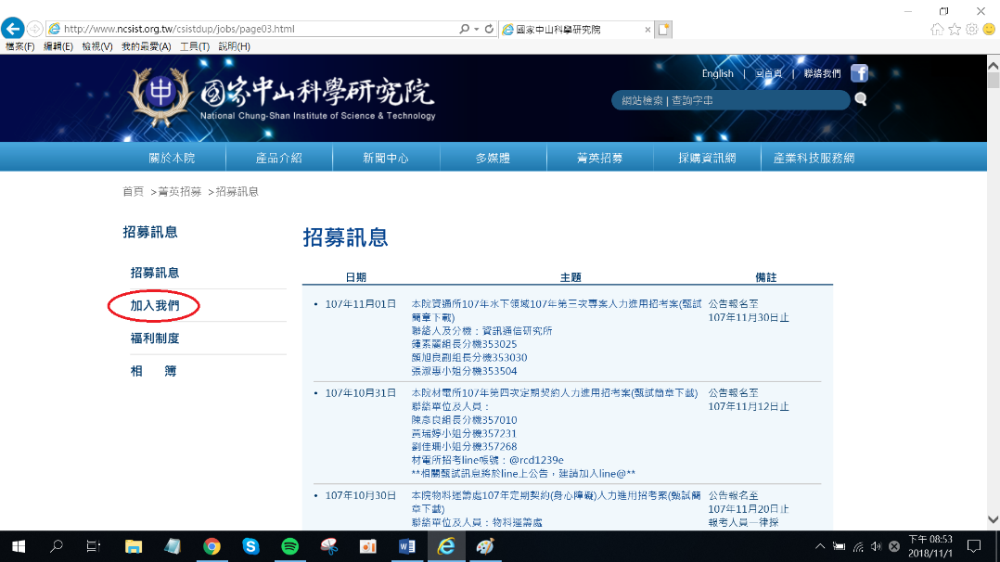 http://www.ncsist.org.tw/csistdup/jobs/page03.html
國家中山科學研究院
檔案(F) 編輯(E) 檢視(V) 我的最愛(A) 工具(T) 說明(H)
English | 回首頁 | 聯絡我們
國家中山科學研究院
National Chung-Shan Institute of Science & Technology
網站檢索 | 查詢字串
關於本院 產品介紹 新聞中心 多媒體 菁英招募 採購資訊網 產業科技服務網
首頁 >菁英招募 >招募訊息
招募訊息
招募訊息
加入我們
福利制度
相 簿
招募訊息
日期 主題 備註
107年11月01日 本院資通所107年水下領域107年第三次專案人力進用招考案(甄試 公告報名至
簡章下載) 107年11月30日止
聯絡人及分機：資訊通信研究所
鍾素麗組長分機353025
顏旭良副組長分機353030
張淑惠小姐分機353504
107年10月31日 本院材電所107年第四次定期契約人力進用招考案(甄試簡章下載) 公告報名至
聯絡單位及人員： 107年11月12日止
陳彥良組長分機357010
黃瑞婷小姐分機357231
劉佳珊小姐分機357268
材電所招考line帳號：@rcd1239e
**相關甄試訊息將於line上公告，建請加入line@**
107年10月30日 本院物料運籌處107年定期契約(身心障礙)人力進用招考案(甄試簡 公告報名至
章下載) 107年11月20日止
聯絡單位及人員：物料運籌處 報考人員一律採
下午 08:53
2018/11/1